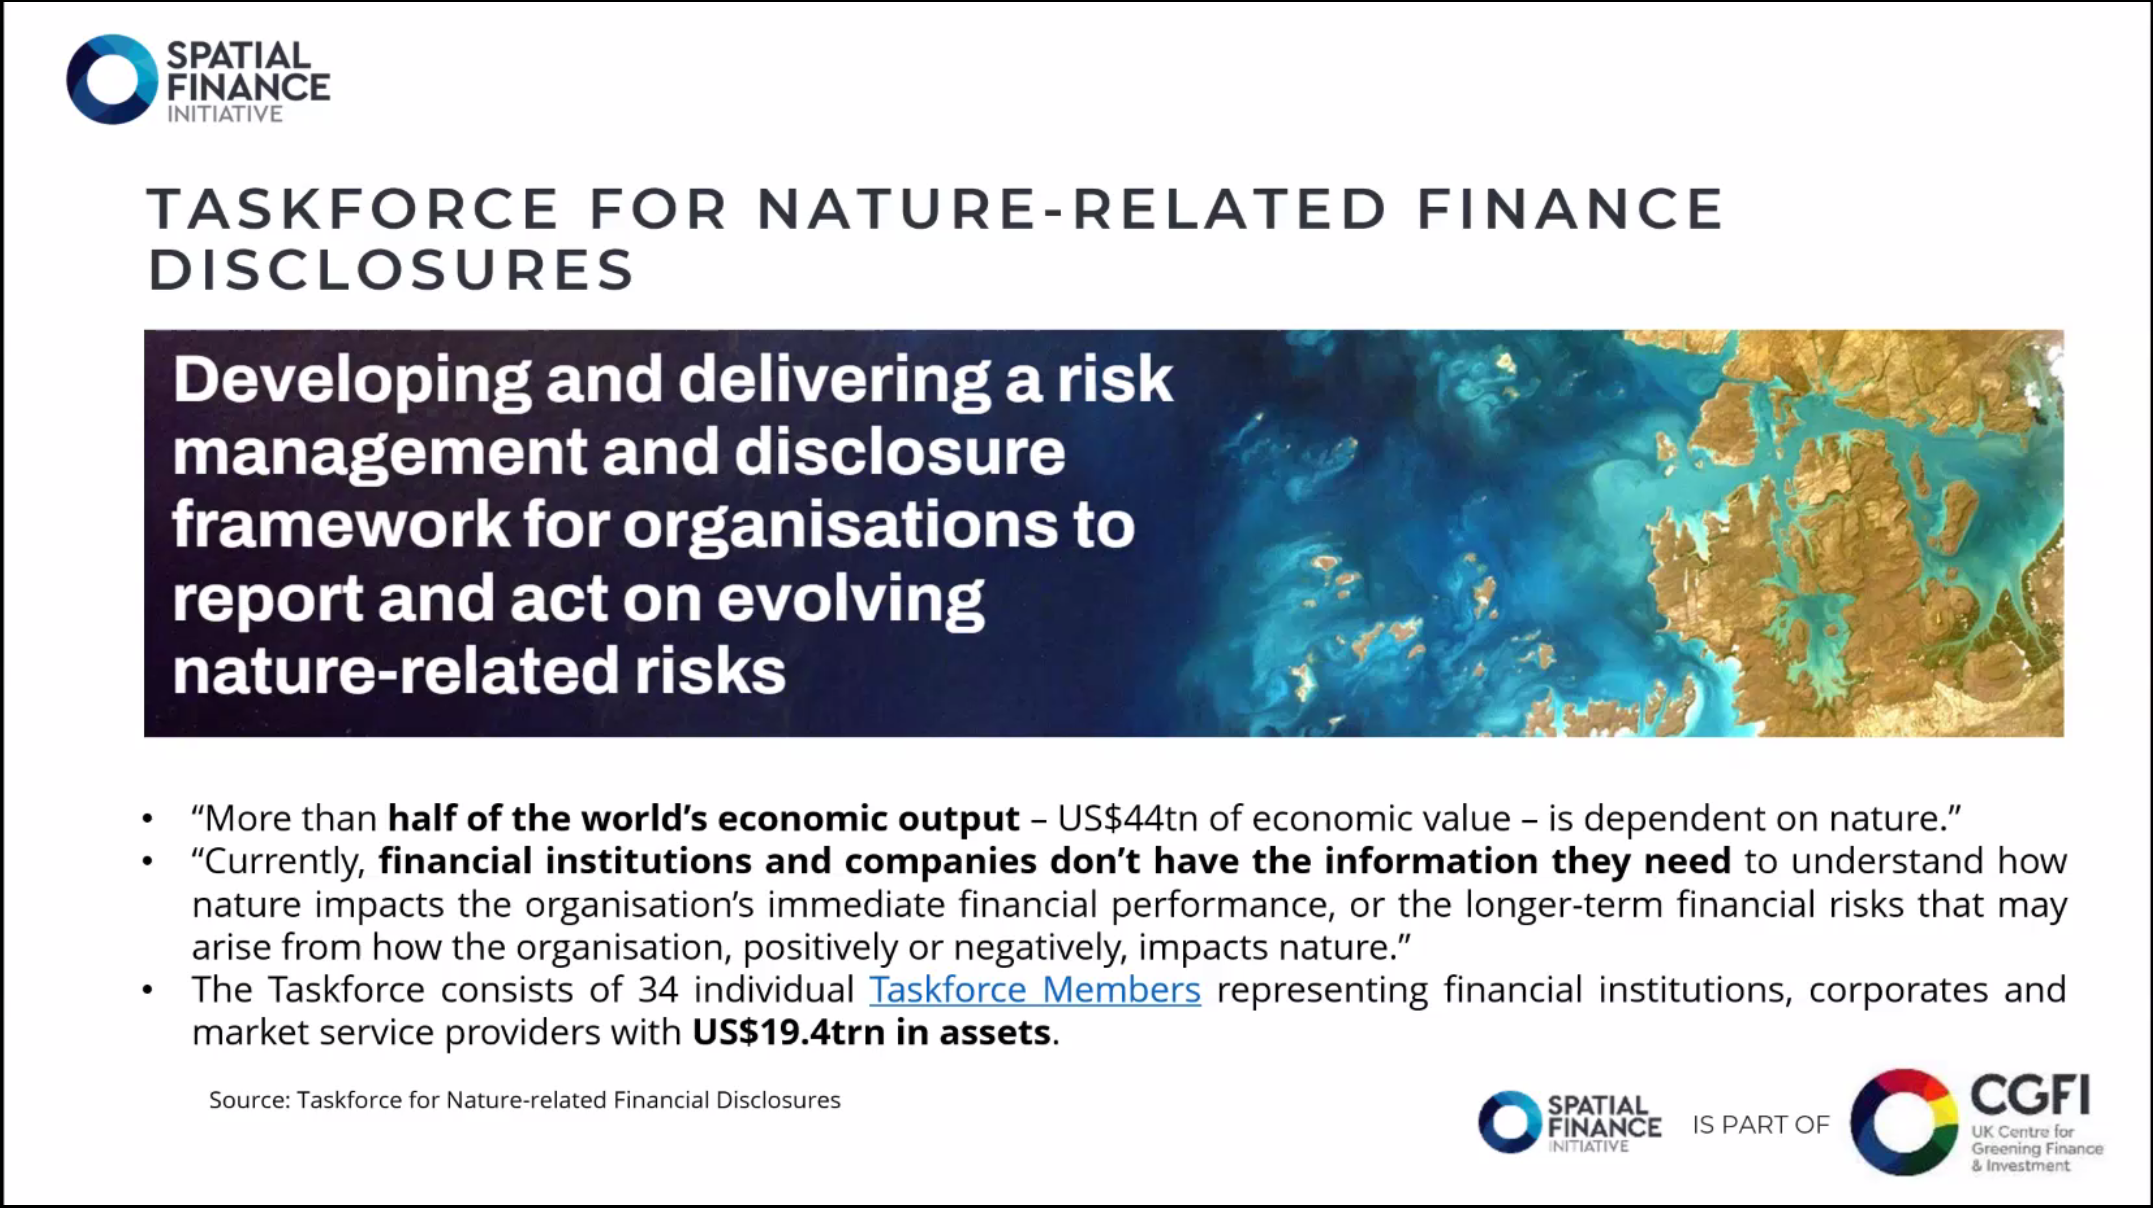 SPATIAL
FINANCE
INITIATIVE
TASKFORCE FOR NATURE-RELATED FINANCE
DISCLOSURES
Developing and delivering a risk
management and disclosure
framework for organisations to
report and act on evolving
nature-related risks
• “More than half of the world’s economic output – US$44tn of economic value – is dependent on nature.”
• “Currently, financial institutions and companies don’t have the information they need to understand how
nature impacts the organisation’s immediate financial performance, or the longer-term financial risks that may
arise from how the organisation, positively or negatively, impacts nature.”
• The Taskforce consists of 34 individual Taskforce Members representing financial institutions, corporates and
market service providers with US$19.4trn in assets.
Source: Taskforce for Nature-related Financial Disclosures
SPATIAL
FINANCE
INITIATIVE
IS PART OF
CGFI
UK Centre for
Greening Finance
& Investment